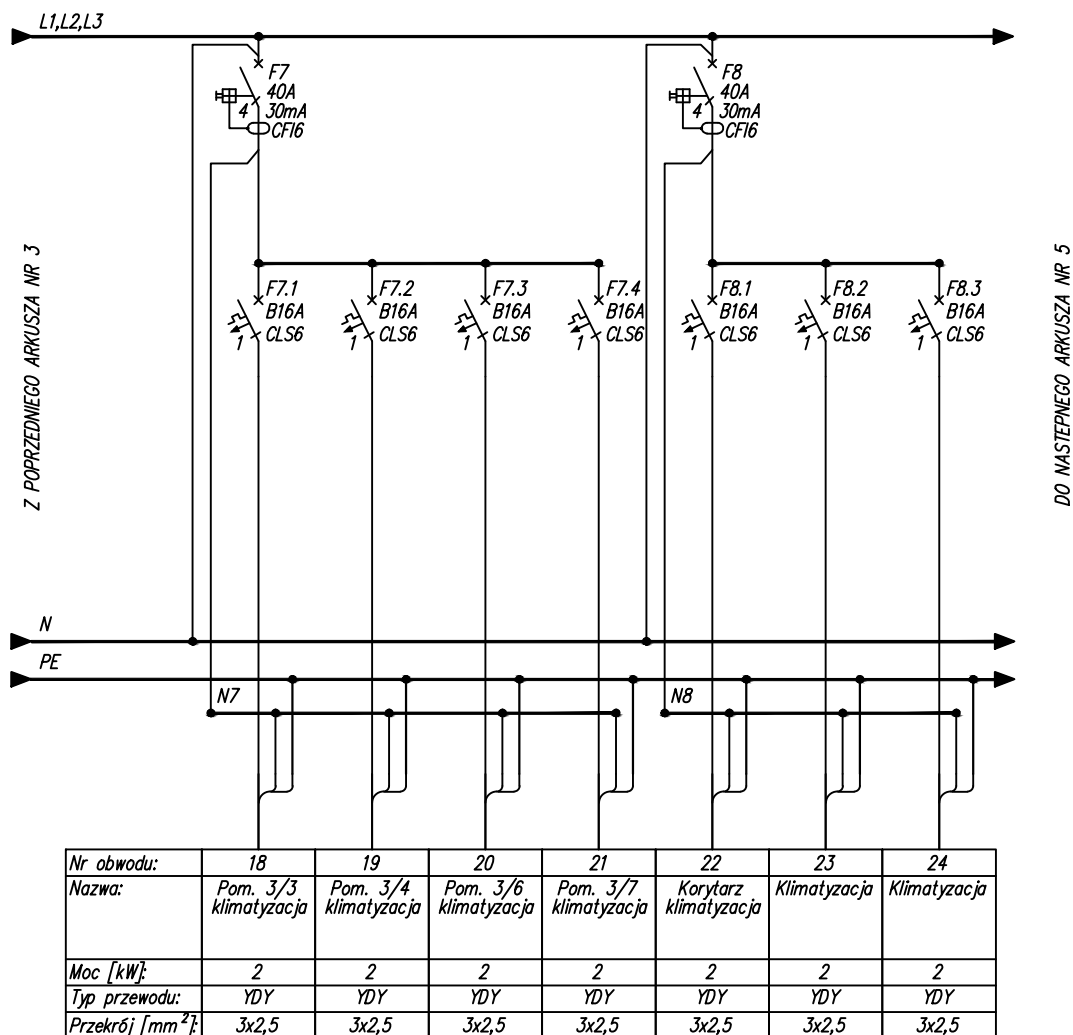 L1,L2,L3
F7
40A
4 30mA
CFI6
F8
40A
4 30mA
CFI6
Z POPRZEDNIEGO ARKUSZA NR 3
DO NASTEPNEGO ARKUSZA NR 5
F7.1
B16A
1 CLS6
F7.2
B16A
1 CLS6
F7.3
B16A
1 CLS6
F7.4
B16A
1 CLS6
F8.1
B16A
1 CLS6
F8.2
B16A
1 CLS6
F8.3
B16A
1 CLS6
N
PE
N7
N8
Nr obwodu: 18 19 20 21 22 23 24
Nazwa: Pom. 3/3 Pom. 3/4 Pom. 3/6 Pom. 3/7 Korytarz Klimatyzacja Klimatyzacja
klimatyzacja klimatyzacja klimatyzacja klimatyzacja klimatyzacja
Moc [kW]: 2 2 2 2 2 2 2
Typ przewodu: YDY YDY YDY YDY YDY YDY YDY
Przekrój [mm²]: 3x2,5 3x2,5 3x2,5 3x2,5 3x2,5 3x2,5 3x2,5